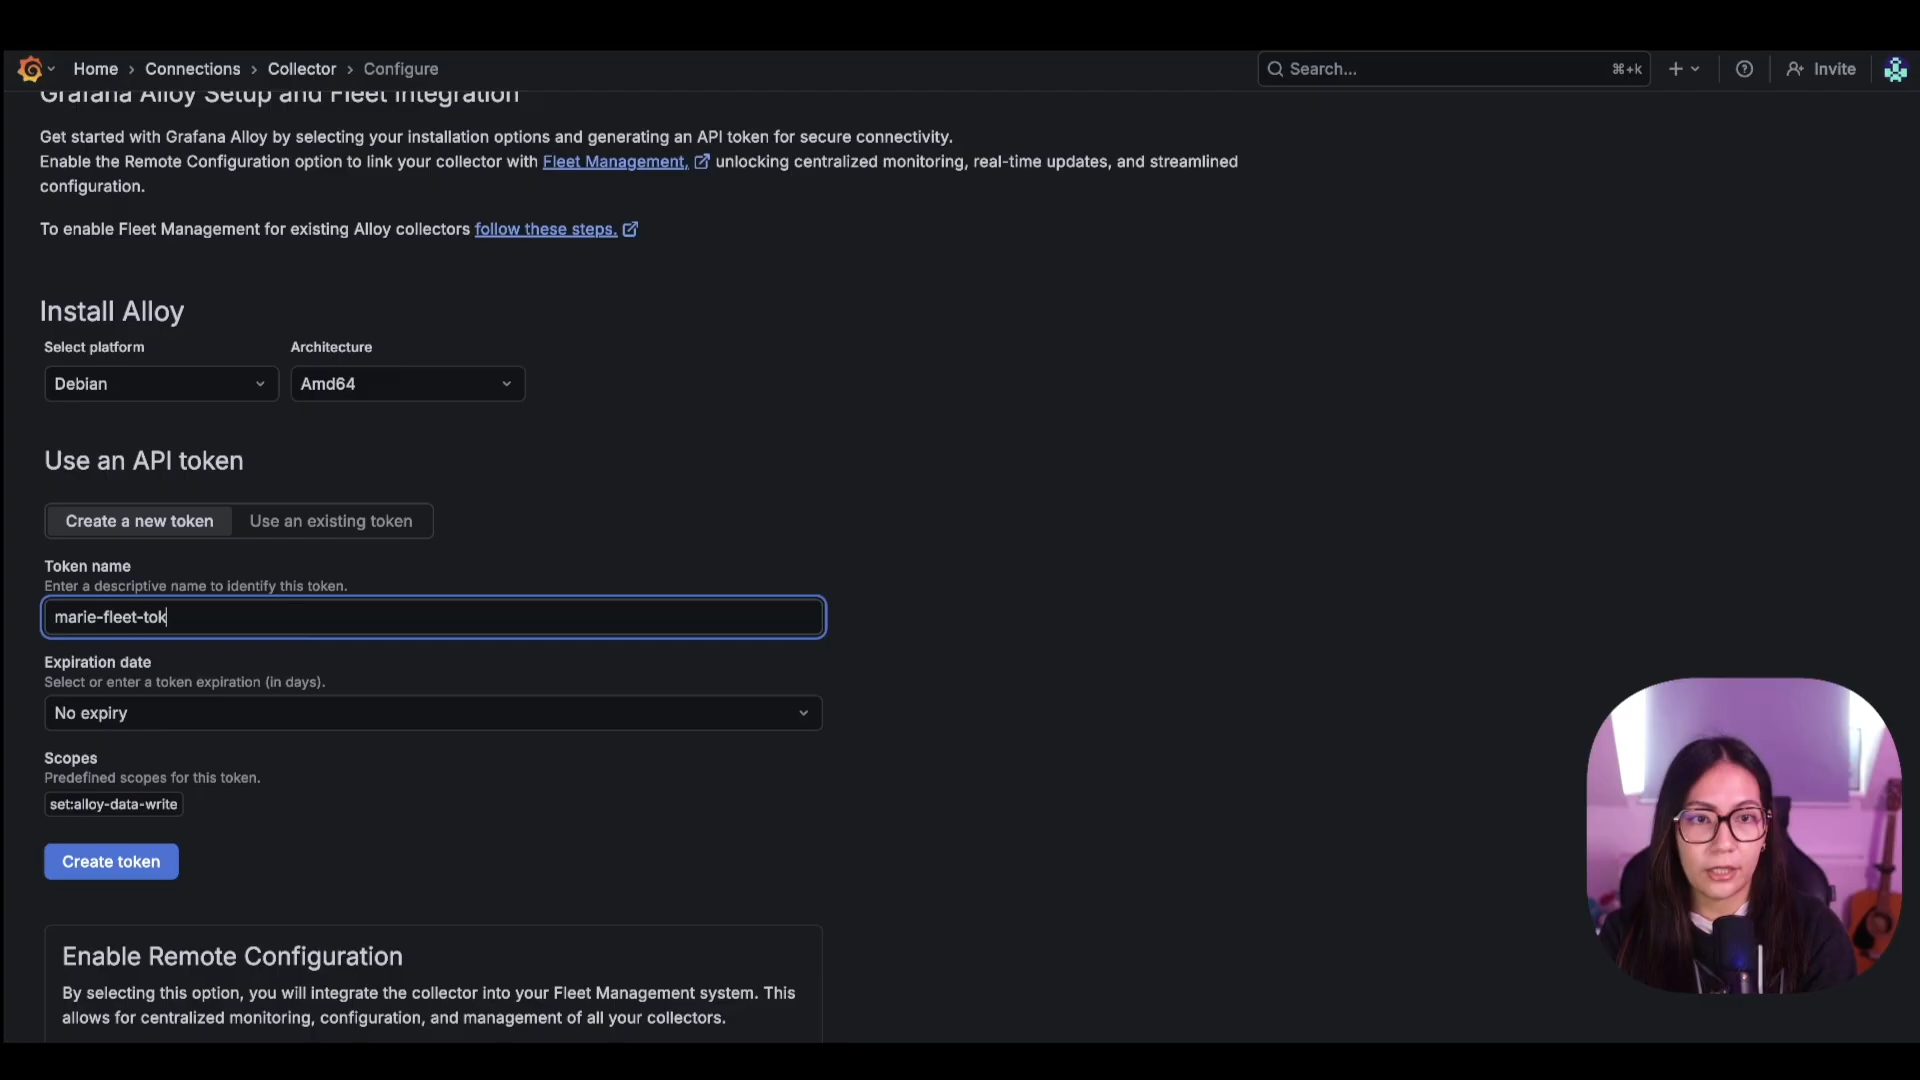 Home > Connections > Collector > Configure
Search... ⌘+k
Invite
Grafana Alloy Setup and Fleet Integration
Get started with Grafana Alloy by selecting your installation options and generating an API token for secure connectivity.
Enable the Remote Configuration option to link your collector with Fleet Management, unlocking centralized monitoring, real-time updates, and streamlined
configuration.
To enable Fleet Management for existing Alloy collectors follow these steps.
Install Alloy
Select platform Architecture
Debian Amd64
Use an API token
Create a new token Use an existing token
Token name
Enter a descriptive name to identify this token.
marie-fleet-tok
Expiration date
Select or enter a token expiration (in days).
No expiry
Scopes
Predefined scopes for this token.
set:alloy-data-write
Create token
Enable Remote Configuration
By selecting this option, you will integrate the collector into your Fleet Management system. This
allows for centralized monitoring, configuration, and management of all your collectors.